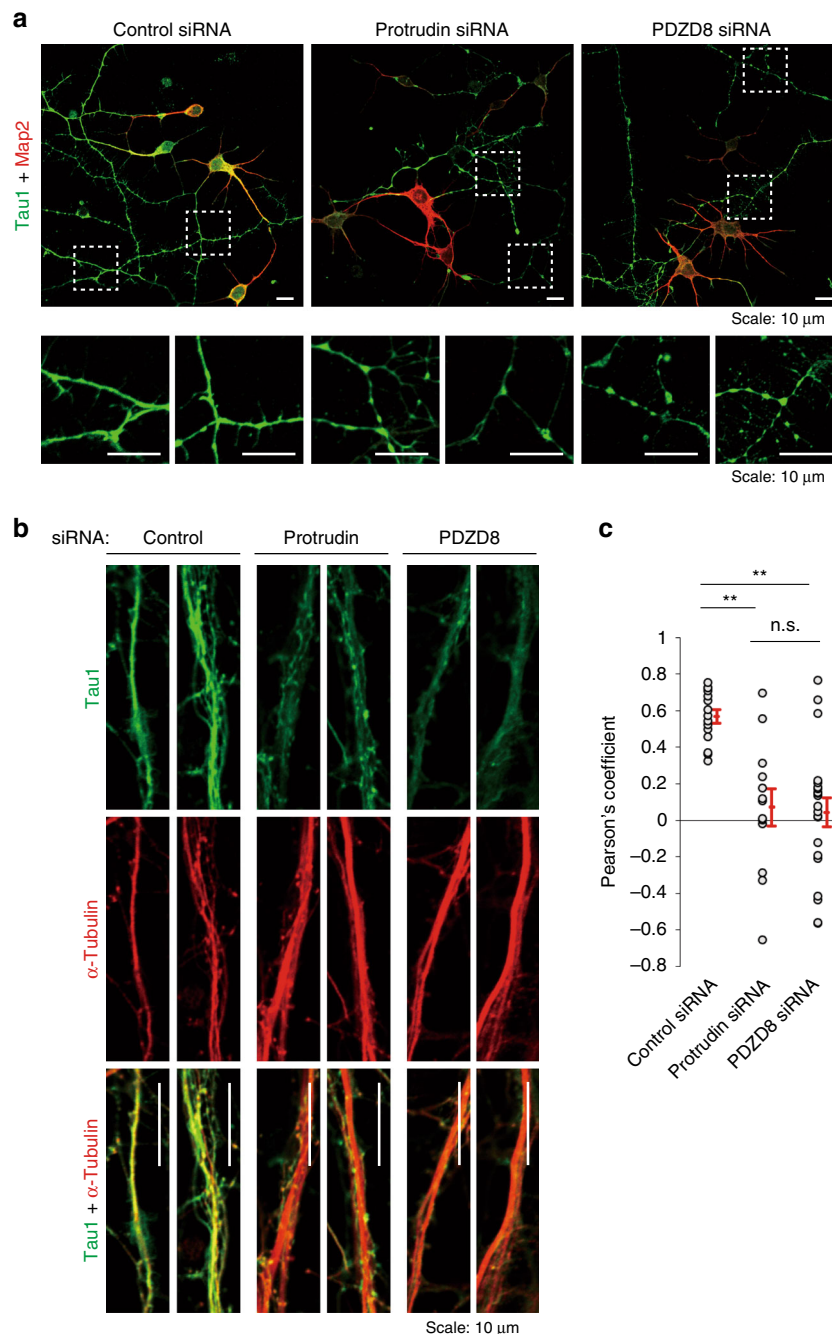 a
Control siRNA
Protrudin siRNA
PDZD8 siRNA
Tau1 + Map2
Scale: 10 μm
Scale: 10 μm
b
siRNA:
Control
Protrudin
PDZD8
Tau1
α-Tubulin
Tau1 + α-Tubulin
Scale: 10 μm
c
**
**
n.s.
Pearson's coefficient
1
0.8
0.6
0.4
0.2
0
–0.2
–0.4
–0.6
–0.8
Control siRNA
Protrudin siRNA
PDZD8 siRNA